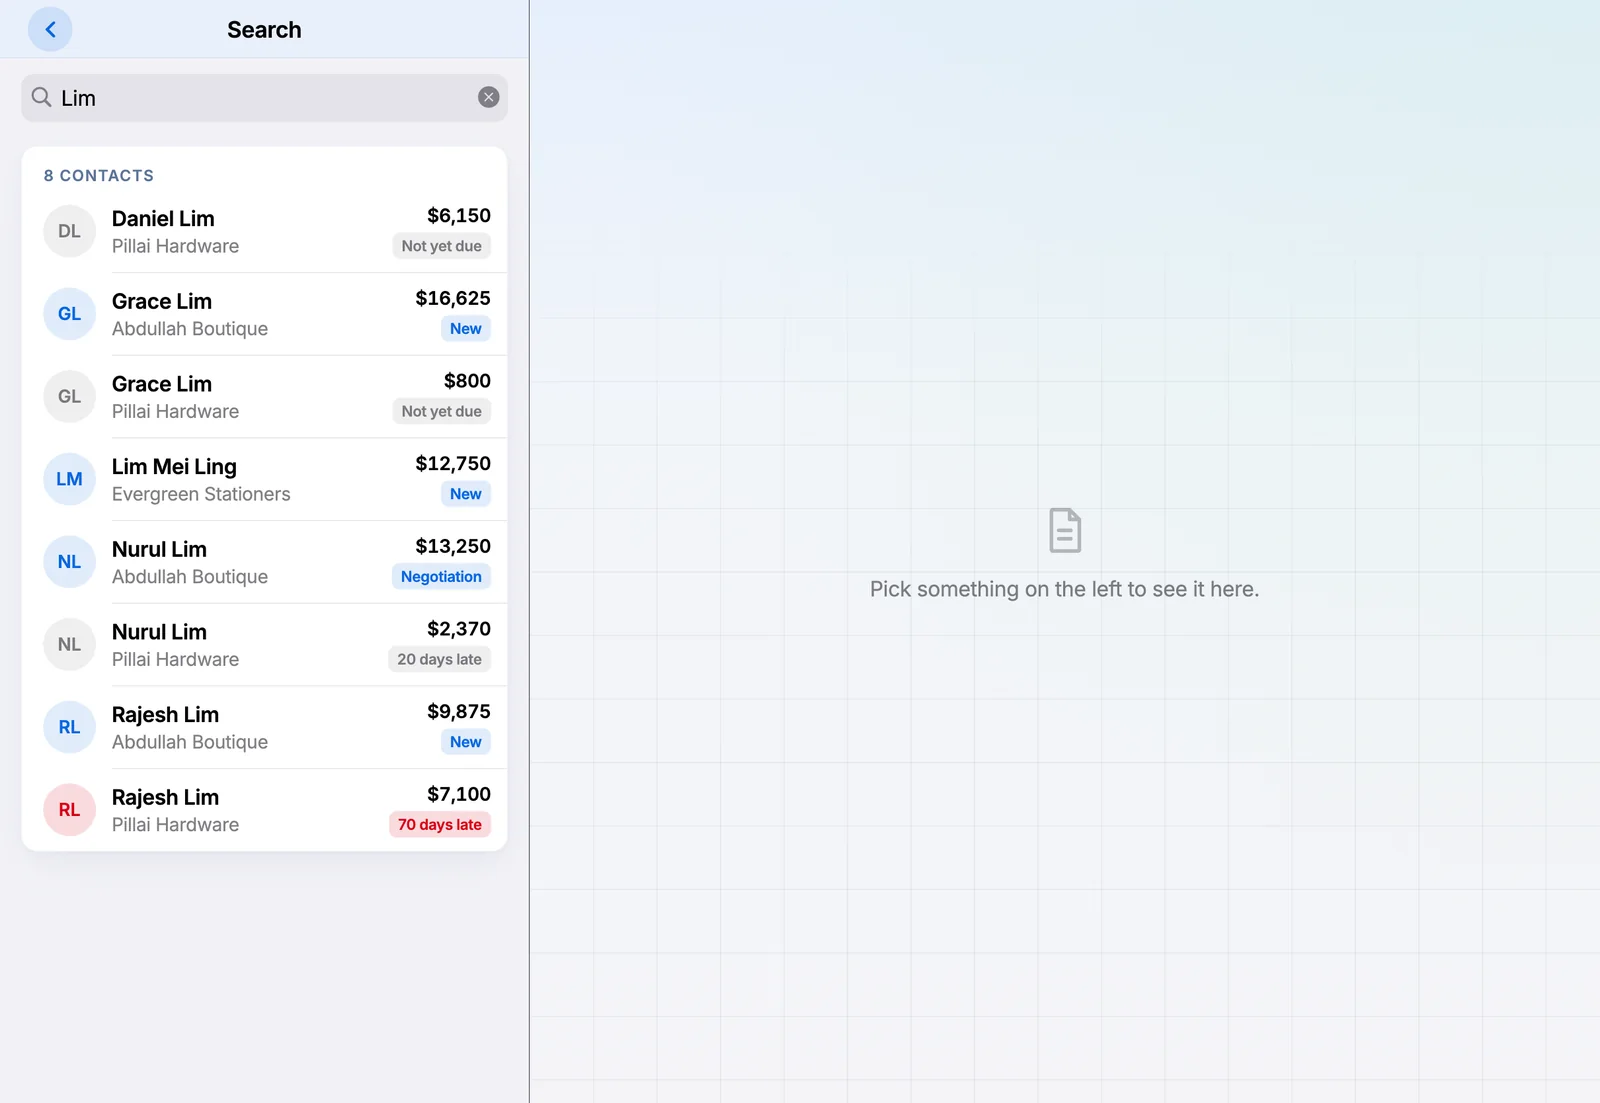 Search
Lim
8 CONTACTS
DL
Daniel Lim
$6,150
Pillai Hardware
Not yet due
GL
Grace Lim
$16,625
Abdullah Boutique
New
GL
Grace Lim
$800
Pillai Hardware
Not yet due
LM
Lim Mei Ling
$12,750
Evergreen Stationers
New
NL
Nurul Lim
$13,250
Abdullah Boutique
Negotiation
NL
Nurul Lim
$2,370
Pillai Hardware
20 days late
RL
Rajesh Lim
$9,875
Abdullah Boutique
New
RL
Rajesh Lim
$7,100
Pillai Hardware
70 days late
Pick something on the left to see it here.